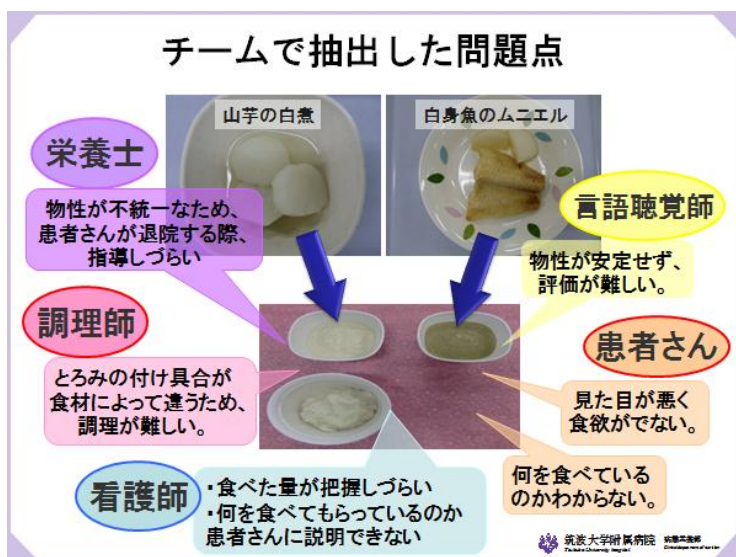 チームで抽出した問題点
山芋の白煮
白身魚のムニエル
栄養士
物性が不統一なため、
患者さんが退院する際、
指導しづらい
言語聴覚師
物性が安定せず、
評価が難しい。
調理師
とろみの付け具合が
食材によって違うため、
調理が難しい。
患者さん
見た目が悪く
食欲がでない。
何を食べている
のかわからない。
看護師
・食べた量が把握しづらい
・何を食べてもらっているのか
患者さんに説明できない
筑波大学附属病院